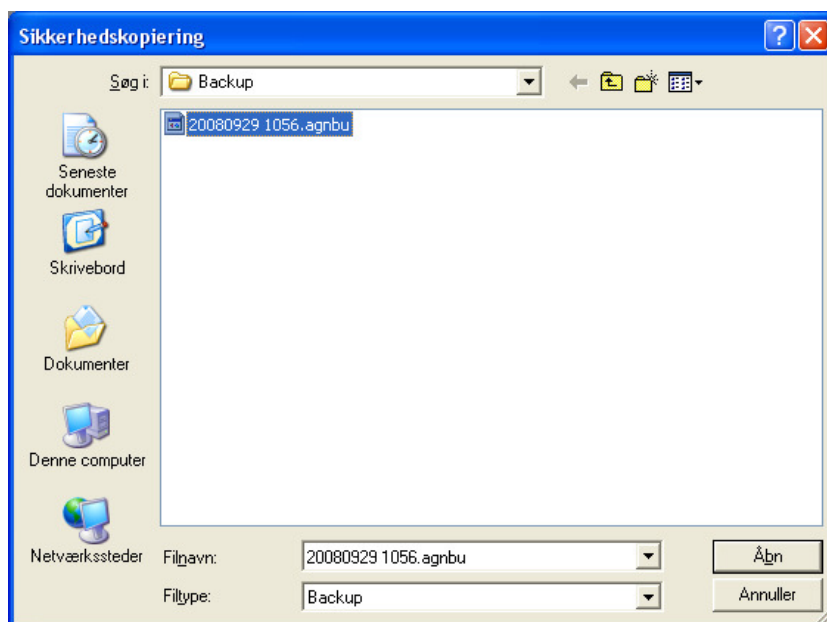 Sikkerhedskopiering
Søg i: Backup
20080929 1056.agnbu
Seneste
dokumenter
Skrivebord
Dokumenter
Denne computer
Netværkssteder
Filnavn: 20080929 1056.agnbu Åbn
Filtype: Backup Annuller